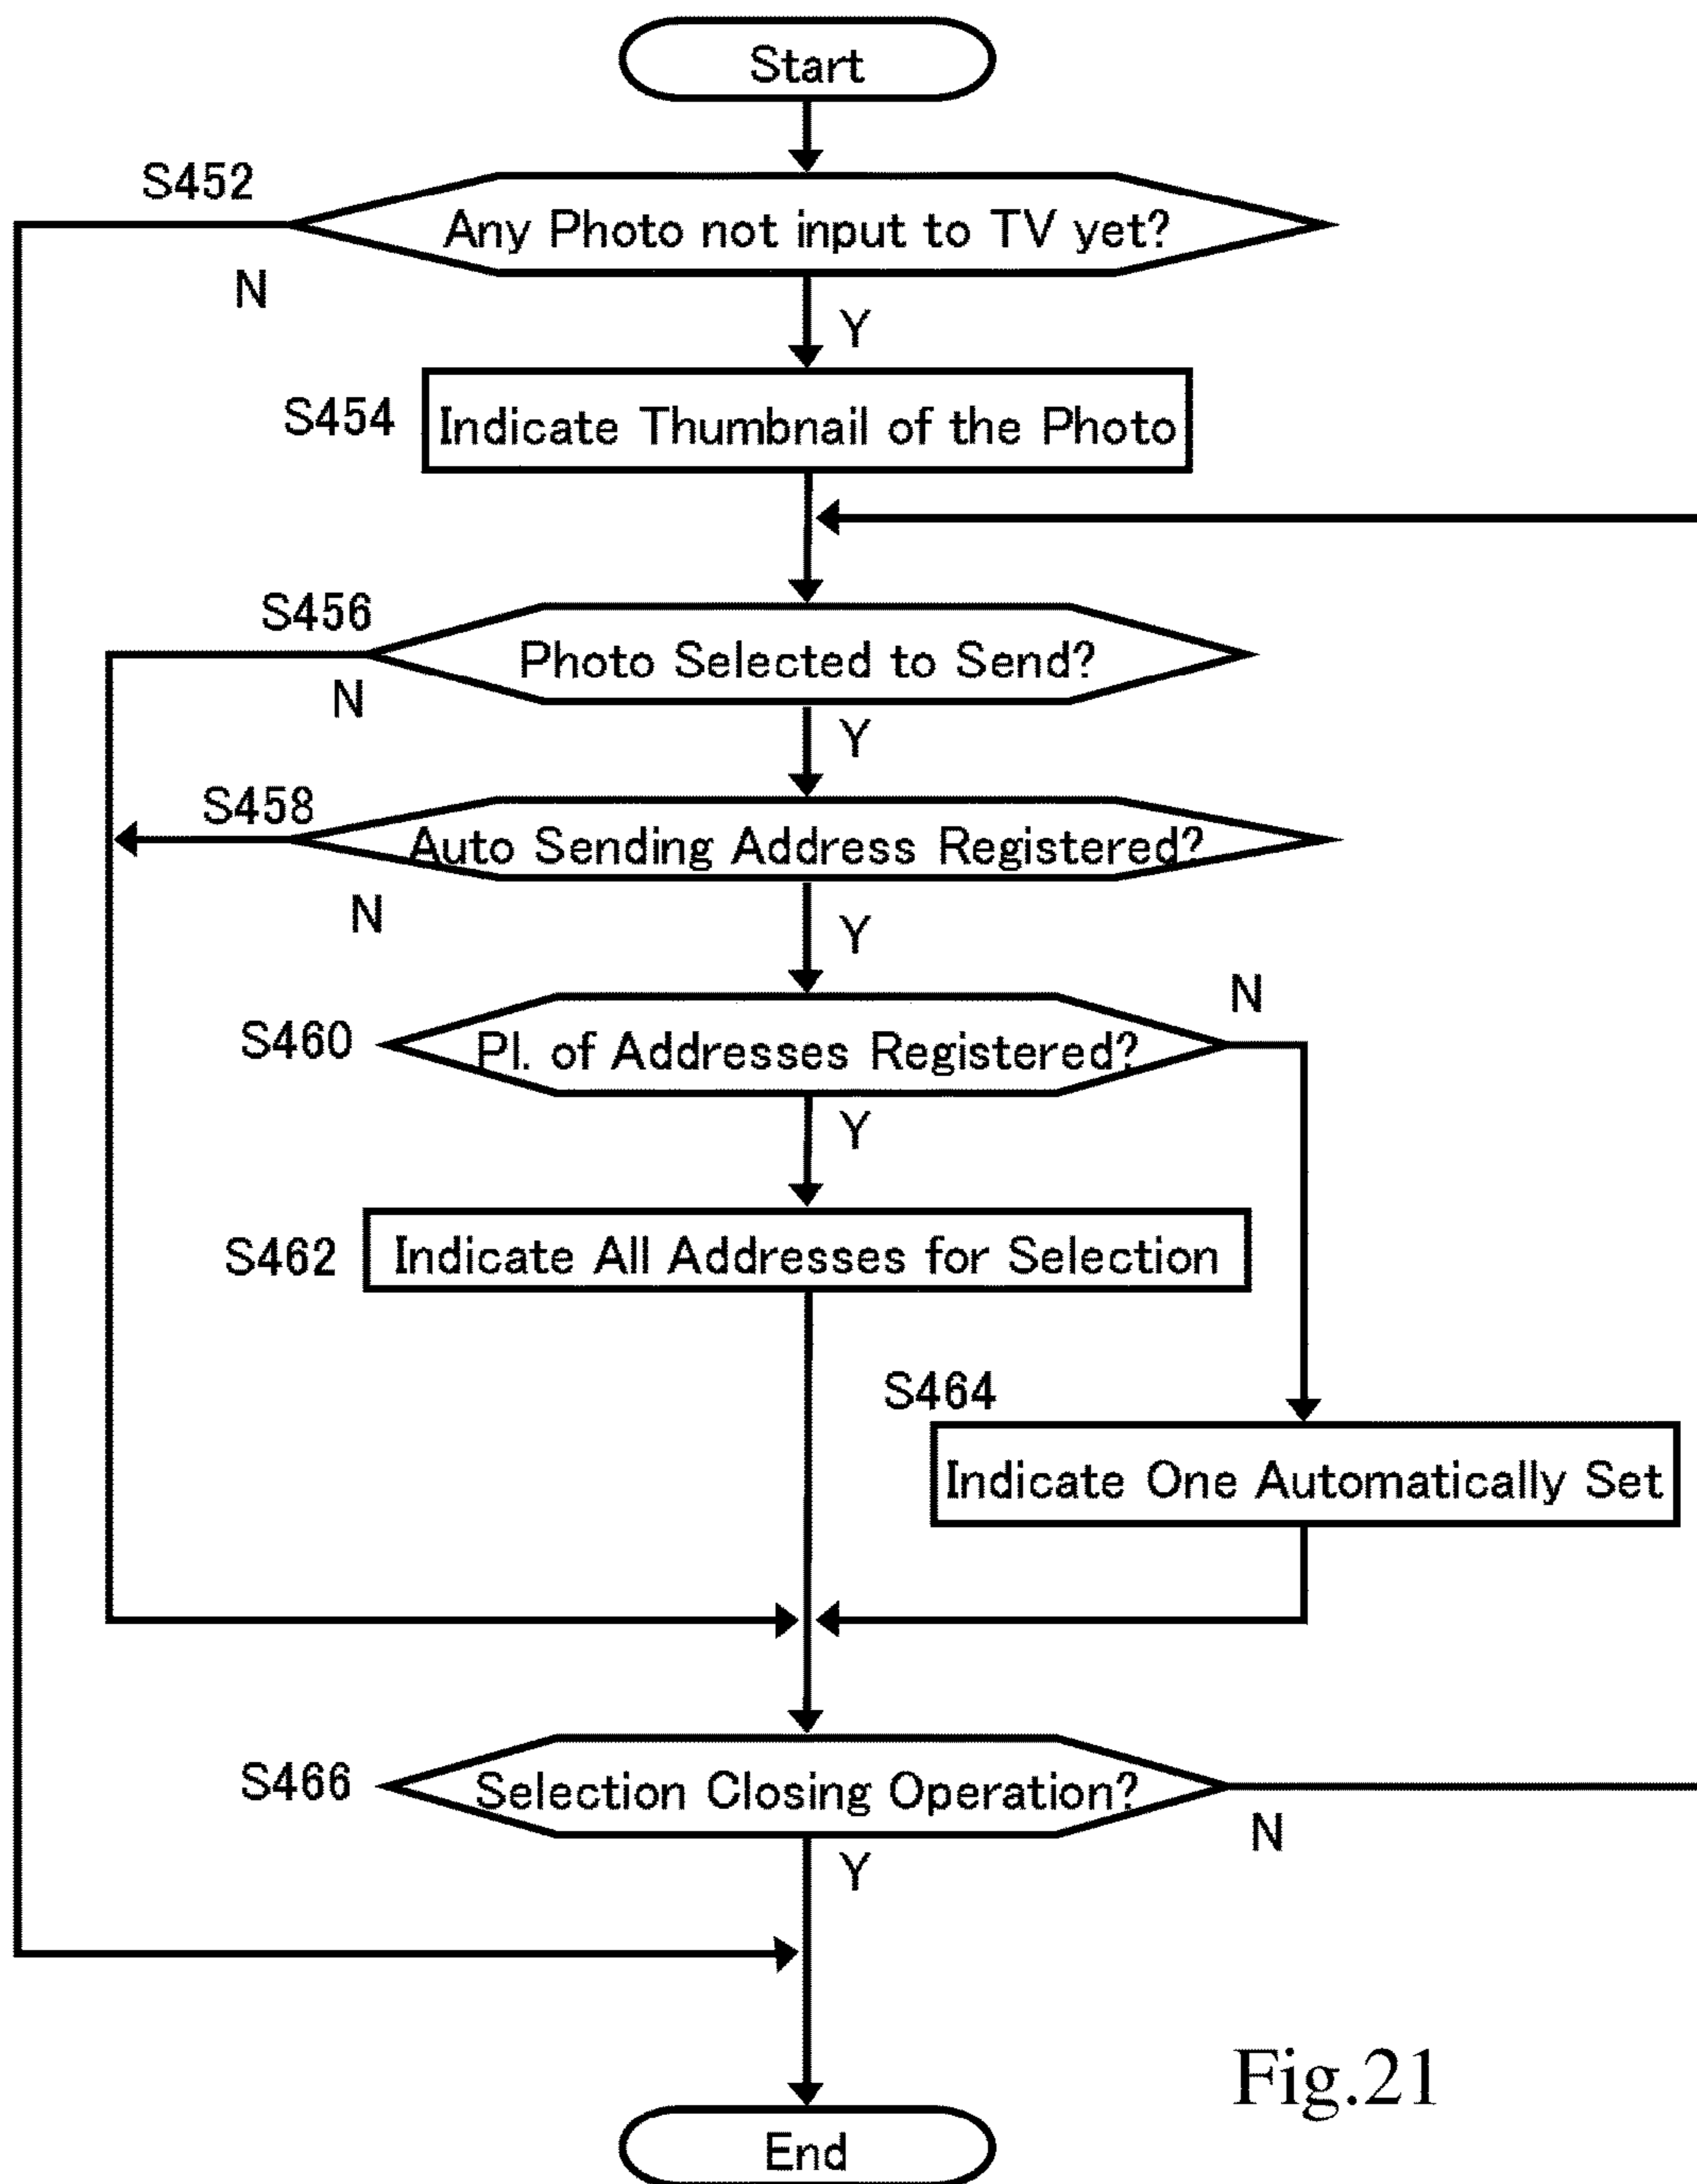 Start
S452
Any Photo not input to TV yet?
N
Y
S454
Indicate Thumbnail of the Photo
S456
Photo Selected to Send?
N
Y
S458
Auto Sending Address Registered?
N
Y
N
S460
Pl. of Addresses Registered?
Y
S462
Indicate All Addresses for Selection
S464
Indicate One Automatically Set
S466
Selection Closing Operation?
N
Y
Fig.21
End